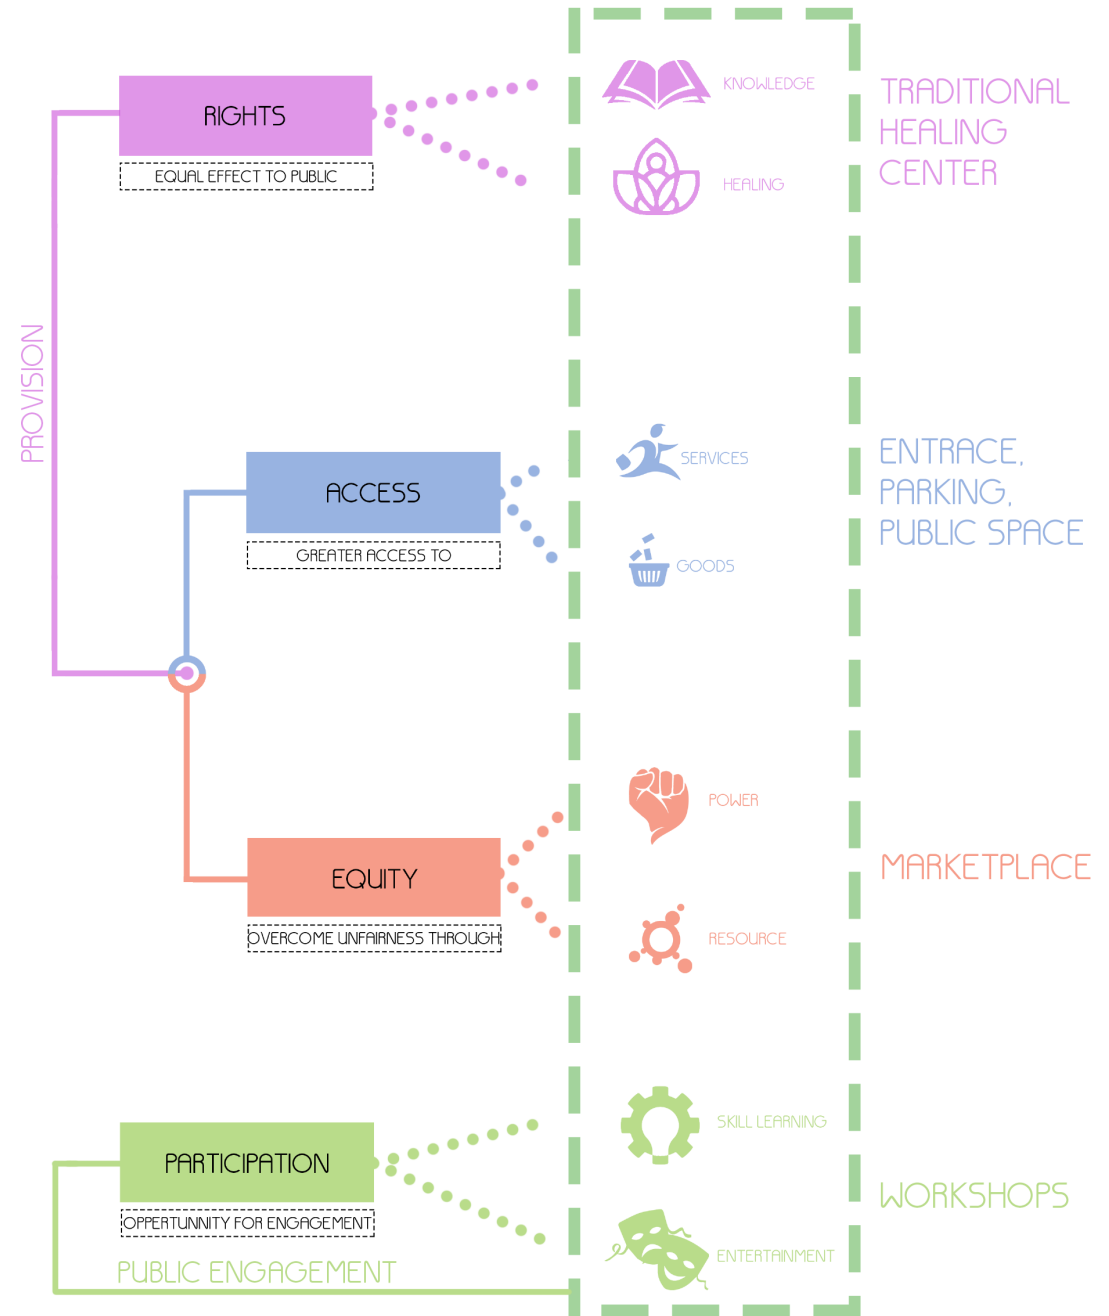 RIGHTS
EQUAL EFFECT TO PUBLIC
KNOWLEDGE
HEALING
TRADITIONAL
HEALING
CENTER
PROVISION
ACCESS
GREATER ACCESS TO
SERVICES
GOODS
ENTRACE,
PARKING,
PUBLIC SPACE
EQUITY
OVERCOME UNFAIRNESS THROUGH
POWER
RESOURCE
MARKETPLACE
PARTICIPATION
OPPERTUNNITY FOR ENGAGEMENT
PUBLIC ENGAGEMENT
SKILL LEARNING
ENTERTAINMENT
WORKSHOPS